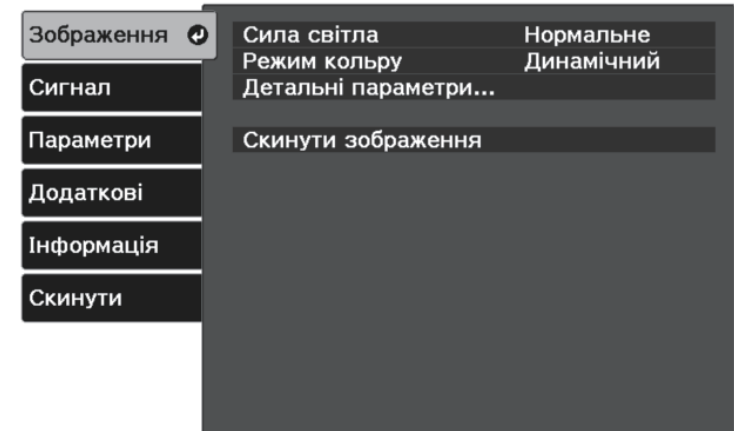 Зображення
Сигнал
Параметри
Додаткові
Інформація
Скинути
Сила світла Нормальне
Режим кольру Динамічний
Детальні параметри...
Скинути зображення